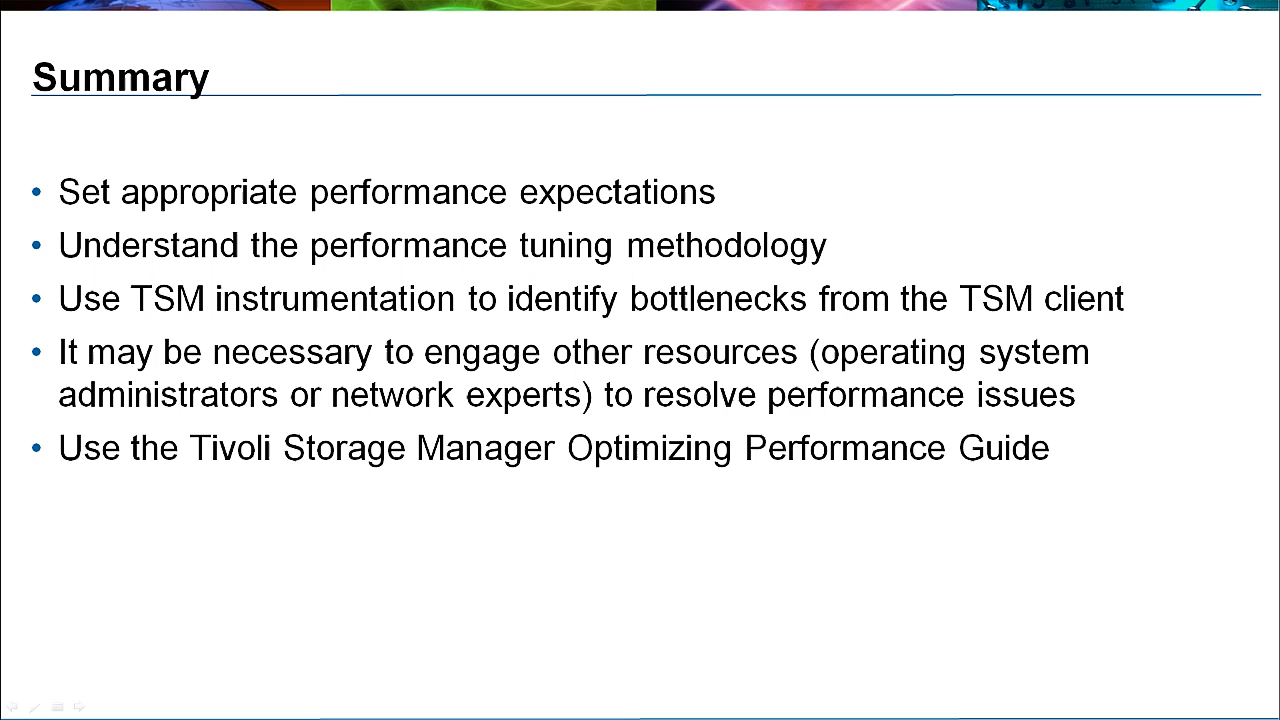 Summary
• Set appropriate performance expectations
• Understand the performance tuning methodology
• Use TSM instrumentation to identify bottlenecks from the TSM client
• It may be necessary to engage other resources (operating system
administrators or network experts) to resolve performance issues
• Use the Tivoli Storage Manager Optimizing Performance Guide